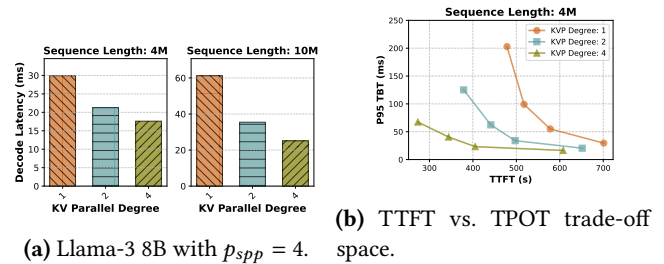 Sequence Length: 4M
Sequence Length: 10M
Decode Latency (ms)
30
25
20
15
10
5
0
60
40
20
0
1
2
4
1
2
4
KV Parallel Degree
KV Parallel Degree
(a) Llama-3 8B with p_{spp} = 4.
Sequence Length: 4M
KVP Degree: 1
KVP Degree: 2
KVP Degree: 4
P95 TBT (ms)
250
200
150
100
50
0
300
400
500
600
700
TTFT (s)
(b) TTFT vs. TPOT trade-off
space.